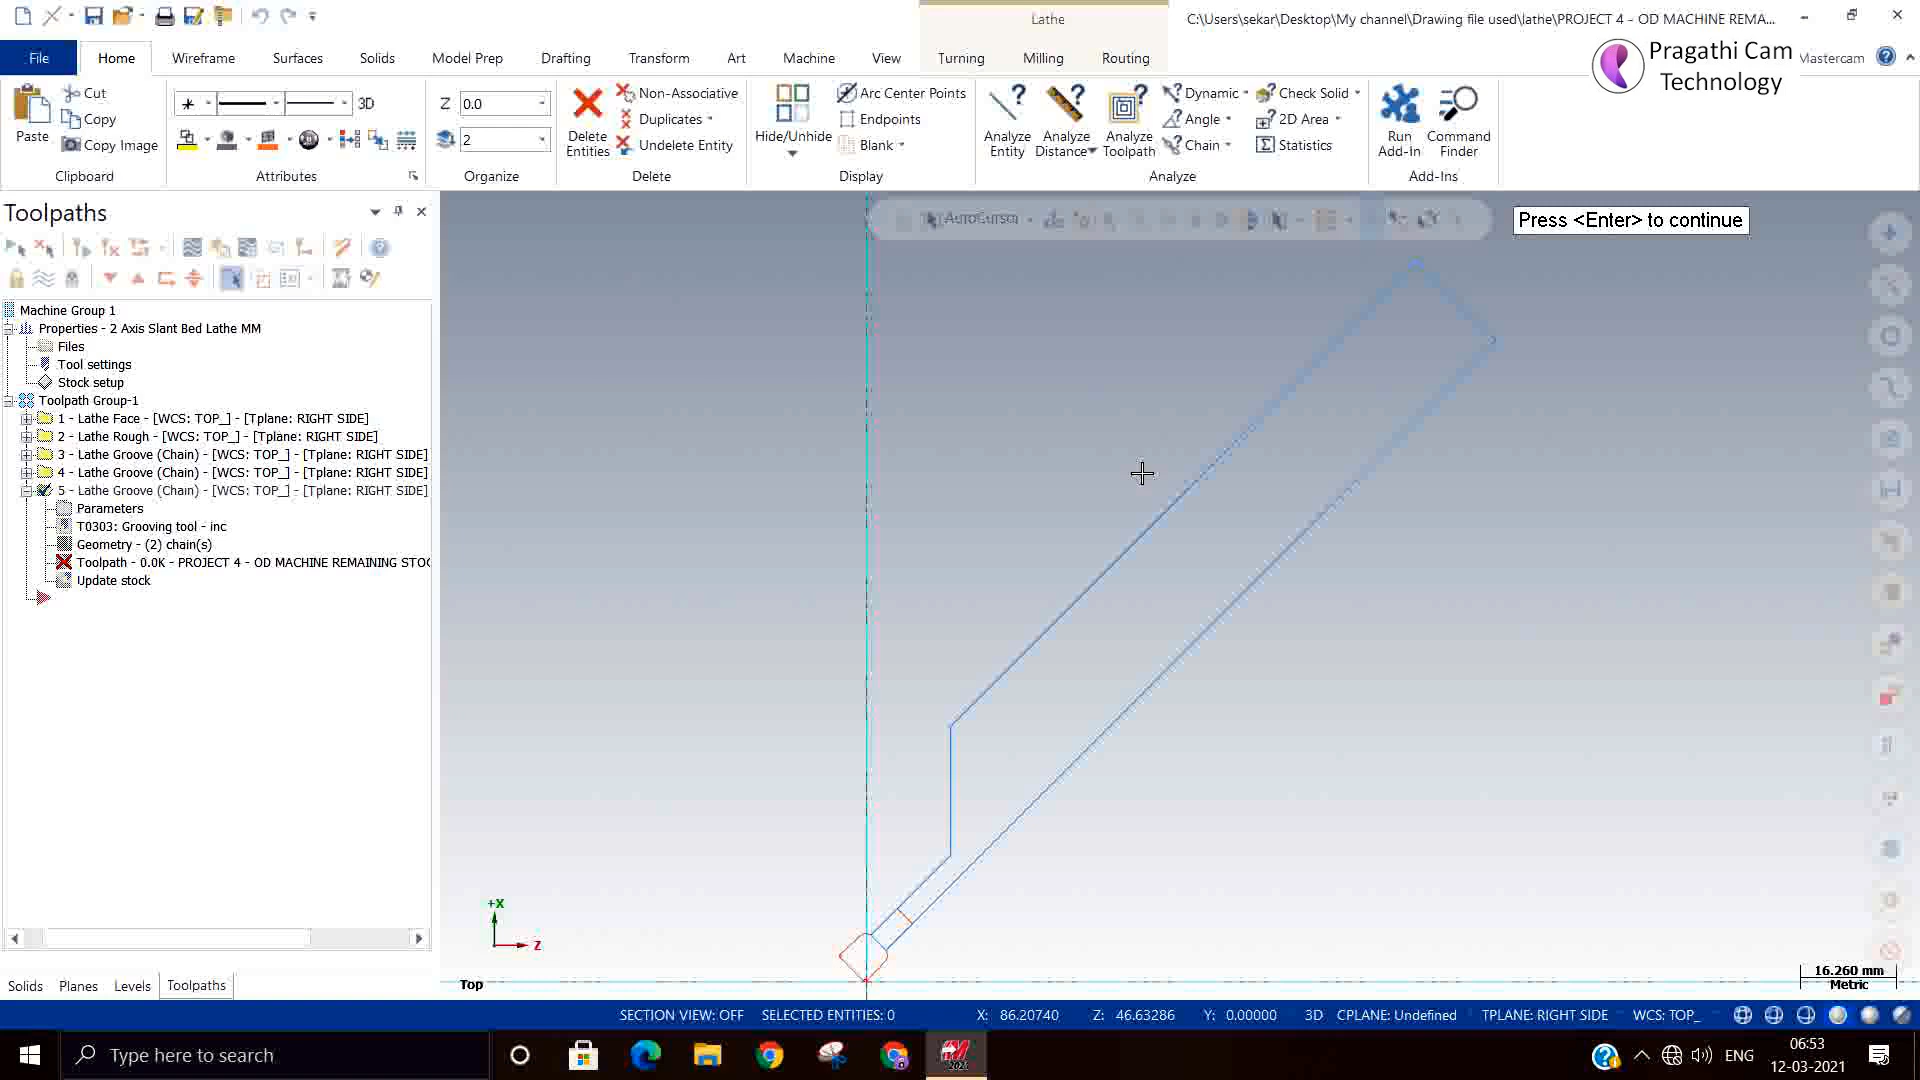 Lathe
C:\Users\sekar\Desktop\My channel\Drawing file used\lathe\PROJECT 4 - OD MACHINE REMA...
File
Home
Wireframe
Surfaces
Solids
Model Prep
Drafting
Transform
Art
Machine
View
Turning
Milling
Routing
Mastercam
Pragathi Cam
Technology
Paste
Cut
Copy
Copy Image
Clipboard
3D
Attributes
Z 0.0
2
Organize
Delete
Entities
Non-Associative
Duplicates
Undelete Entity
Delete
Hide/Unhide
Arc Center Points
Endpoints
Blank
Display
Analyze
Entity
Analyze
Distance
Analyze
Toolpath
Dynamic
Angle
Chain
Check Solid
2D Area
Statistics
Analyze
Run
Add-In
Command
Finder
Add-Ins
Toolpaths
AutoCursor
Press <Enter> to continue
Machine Group 1
Properties - 2 Axis Slant Bed Lathe MM
Files
Tool settings
Stock setup
Toolpath Group-1
1 - Lathe Face - [WCS: TOP_] - [Tplane: RIGHT SIDE]
2 - Lathe Rough - [WCS: TOP_] - [Tplane: RIGHT SIDE]
3 - Lathe Groove (Chain) - [WCS: TOP_] - [Tplane: RIGHT SIDE]
4 - Lathe Groove (Chain) - [WCS: TOP_] - [Tplane: RIGHT SIDE]
5 - Lathe Groove (Chain) - [WCS: TOP_] - [Tplane: RIGHT SIDE]
Parameters
T0303: Grooving tool - inc
Geometry - (2) chain(s)
Toolpath - 0.0K - PROJECT 4 - OD MACHINE REMAINING STOC
Update stock
+X
Z
Top
16.260 mm
Metric
Solids
Planes
Levels
Toolpaths
SECTION VIEW: OFF
SELECTED ENTITIES: 0
X: 86.20740
Z: 46.63286
Y: 0.00000
3D
CPLANE: Undefined
TPLANE: RIGHT SIDE
WCS: TOP_
Type here to search
2021
ENG
06:53
12-03-2021